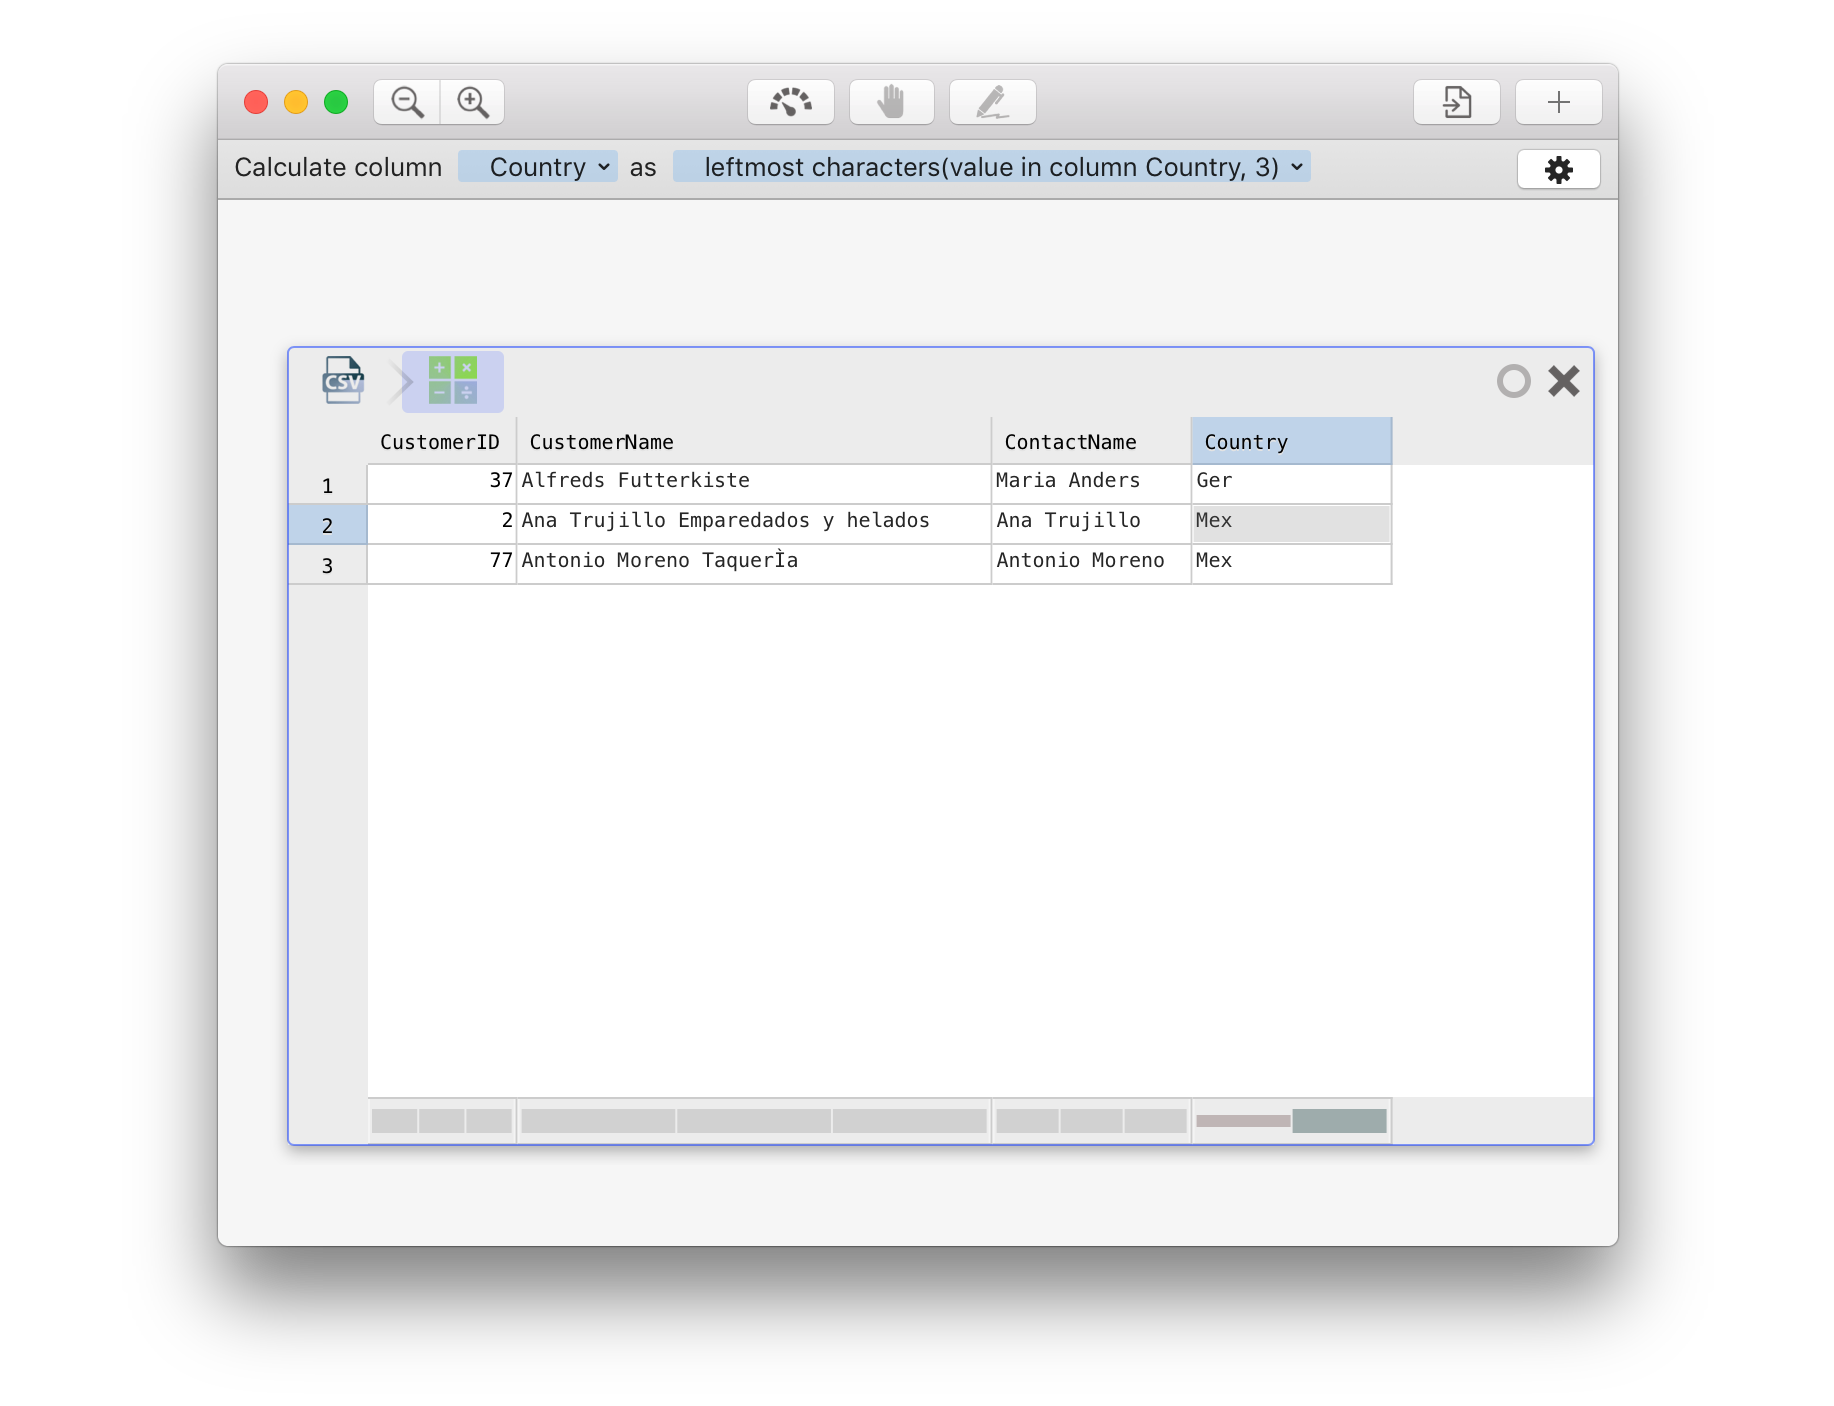 Calculate column Country as leftmost characters(value in column Country, 3)
CSV
CustomerID CustomerName ContactName Country
1 37 Alfreds Futterkiste Maria Anders Ger
2 2 Ana Trujillo Emparedados y helados Ana Trujillo Mex
3 77 Antonio Moreno TaquerÌa Antonio Moreno Mex